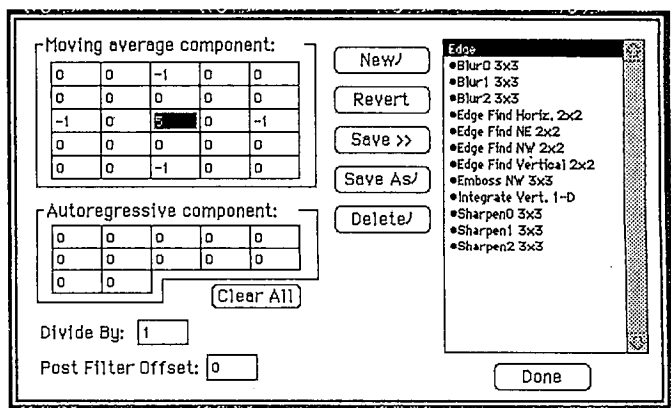 Moving average component:
0 0 -1 0 0
0 0 0 0 0
-1 0 5 0 -1
0 0 0 0 0
0 0 -1 0 0
Autoregressive component:
0 0 0 0 0
0 0 0 0 0
0 0
Clear All
Divide By: 1
Post Filter Offset: 0
New/
Revert
Save >>
Save As/
Delete/
Edge
•Blur0 3x3
•Blur1 3x3
•Blur2 3x3
•Edge Find Horiz. 2x2
•Edge Find NE 2x2
•Edge Find NW 2x2
•Edge Find Vertical 2x2
•Emboss NW 3x3
•Integrate Vert. 1-D
•Sharpen0 3x3
•Sharpen1 3x3
•Sharpen2 3x3
Done